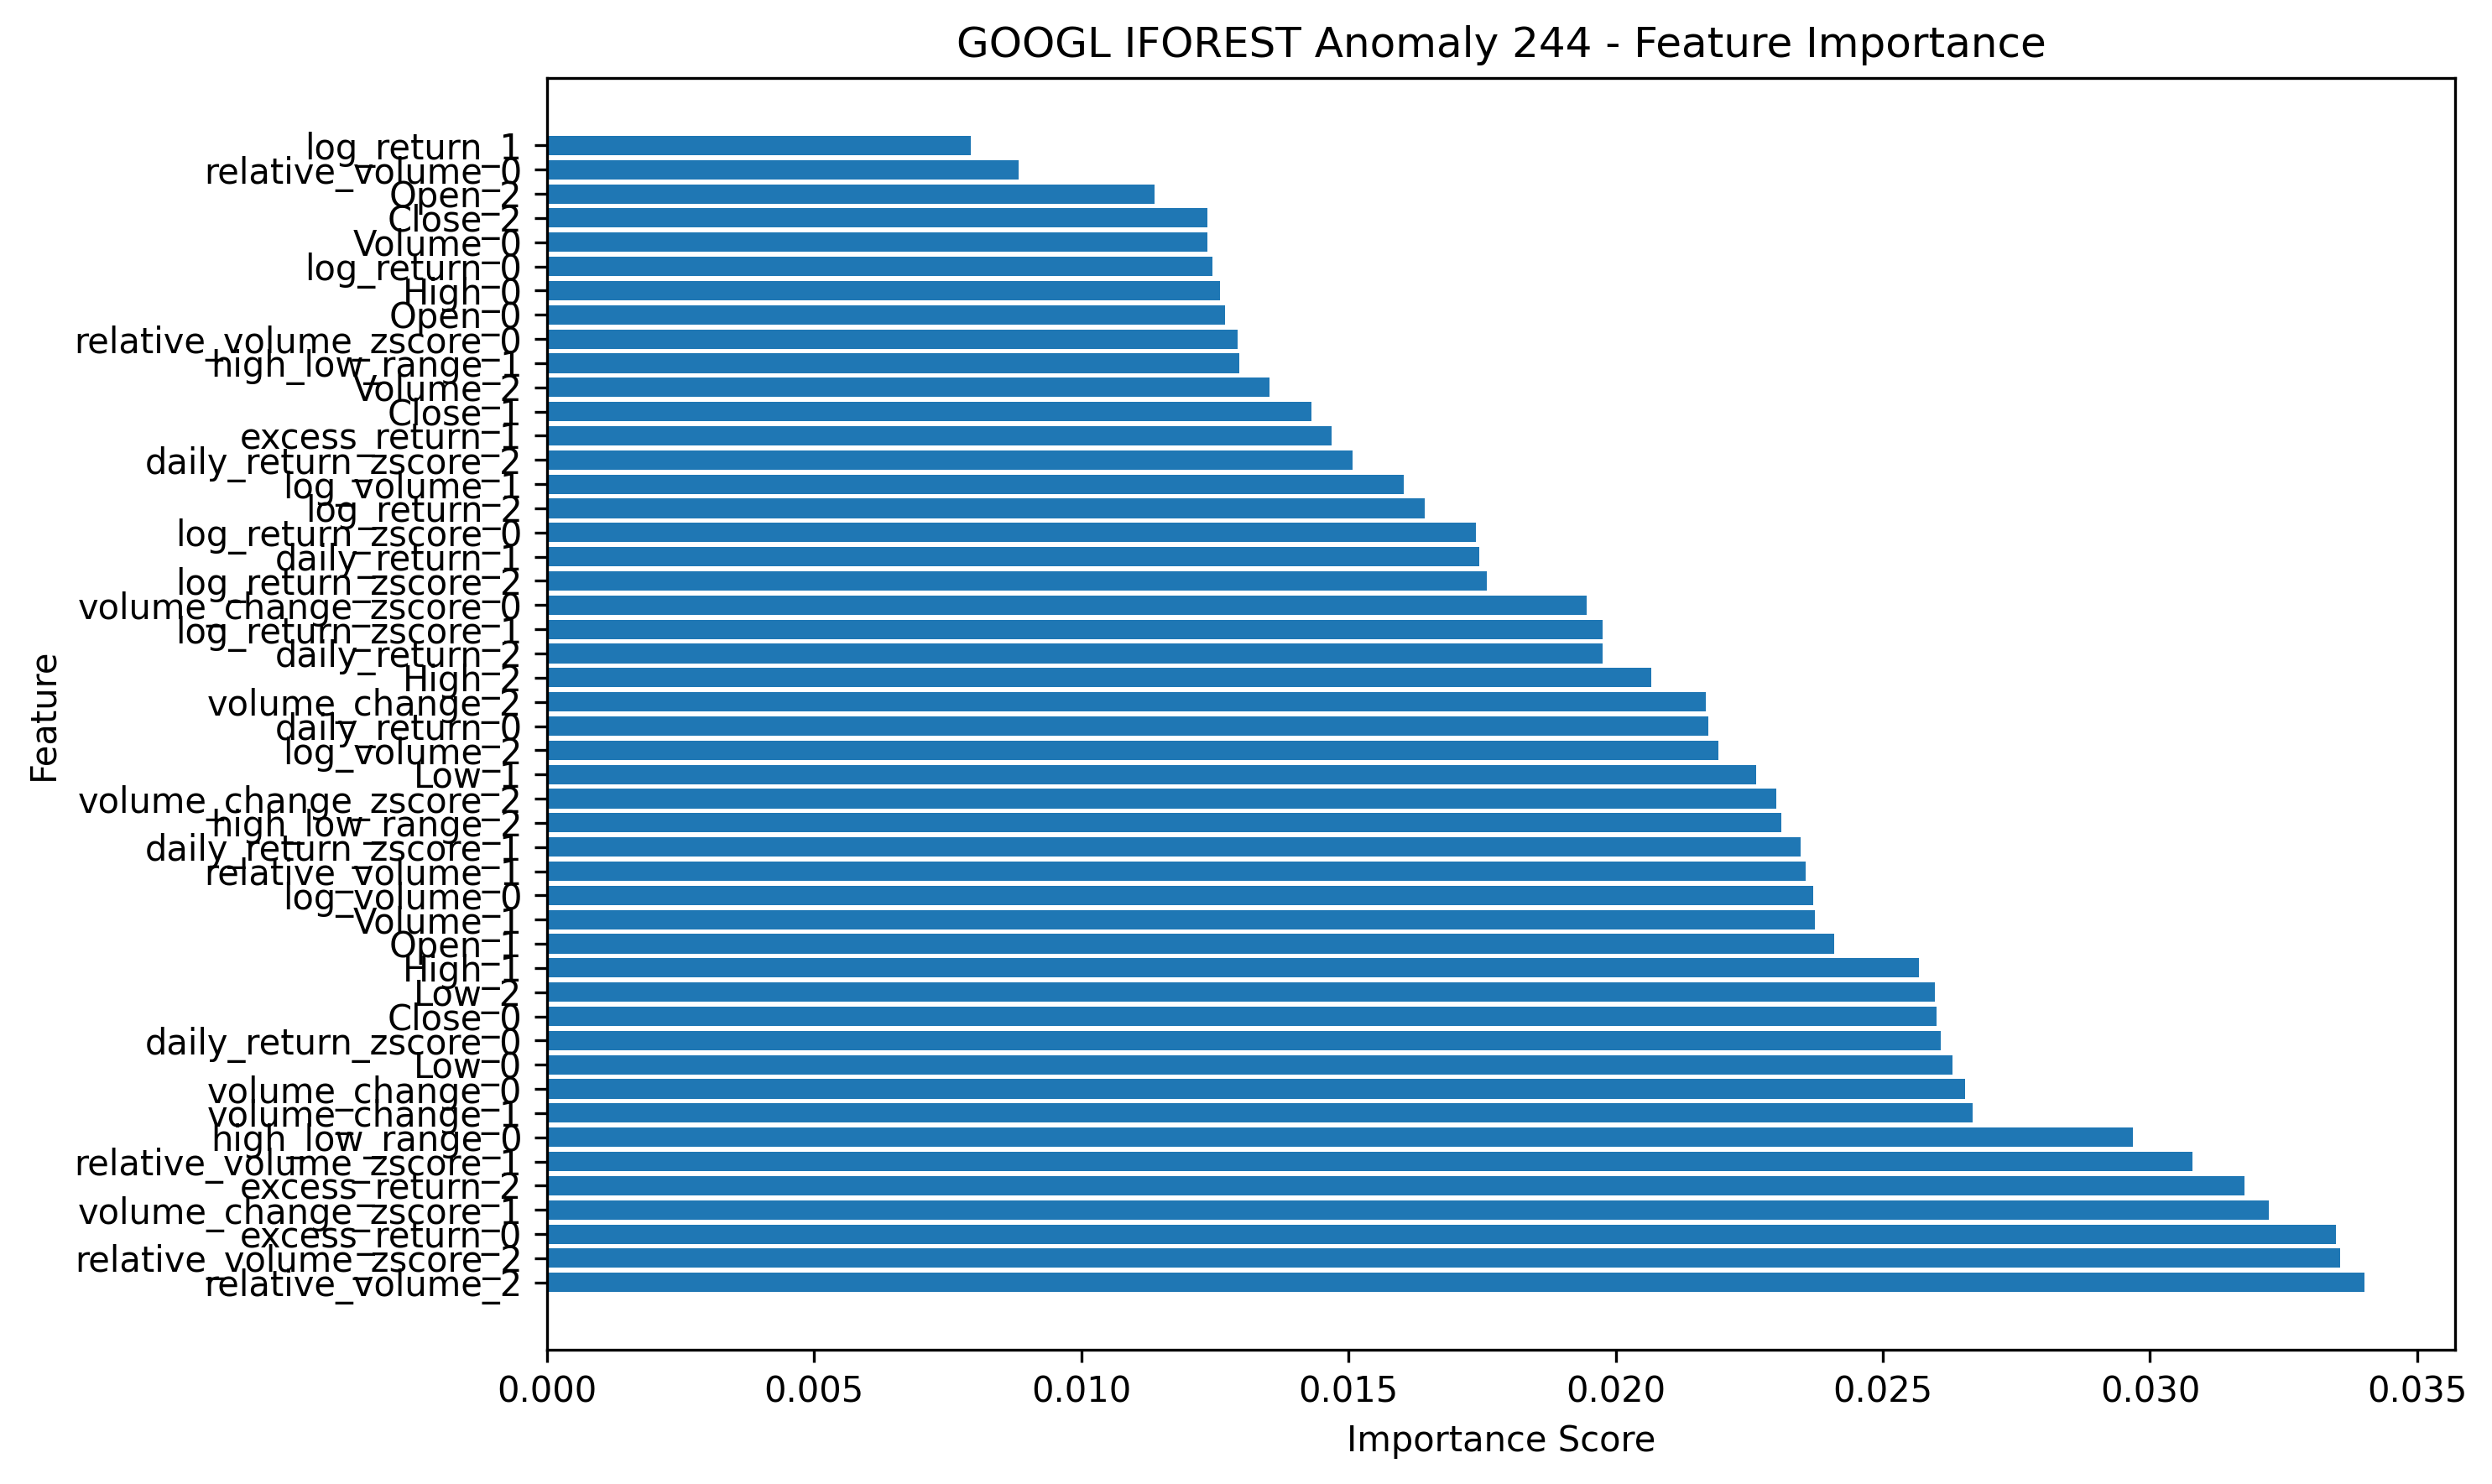 GOOGL IFOREST Anomaly 244 - Feature Importance
log_return_1
relative_volume_0
Open_2
Close_2
Volume_0
log_return_0
High_0
Open_0
relative_volume_zscore_0
high_low_range_1
Volume_2
Close_1
excess_return_1
daily_return_zscore_2
log_volume_1
log_return_2
log_return_zscore_0
daily_return_1
log_return_zscore_2
volume_change_zscore_0
log_return_zscore_1
daily_return_2
High_2
volume_change_2
daily_return_0
log_volume_2
Low_1
volume_change_zscore_2
high_low_range_2
daily_return_zscore_1
relative_volume_1
log_volume_0
Volume_1
Open_1
High_1
Low_2
Close_0
daily_return_zscore_0
Low_0
volume_change_0
volume_change_1
high_low_range_0
relative_volume_zscore_1
excess_return_2
volume_change_zscore_1
excess_return_0
relative_volume_zscore_2
relative_volume_2
Feature
0.000 0.005 0.010 0.015 0.020 0.025 0.030 0.035
Importance Score